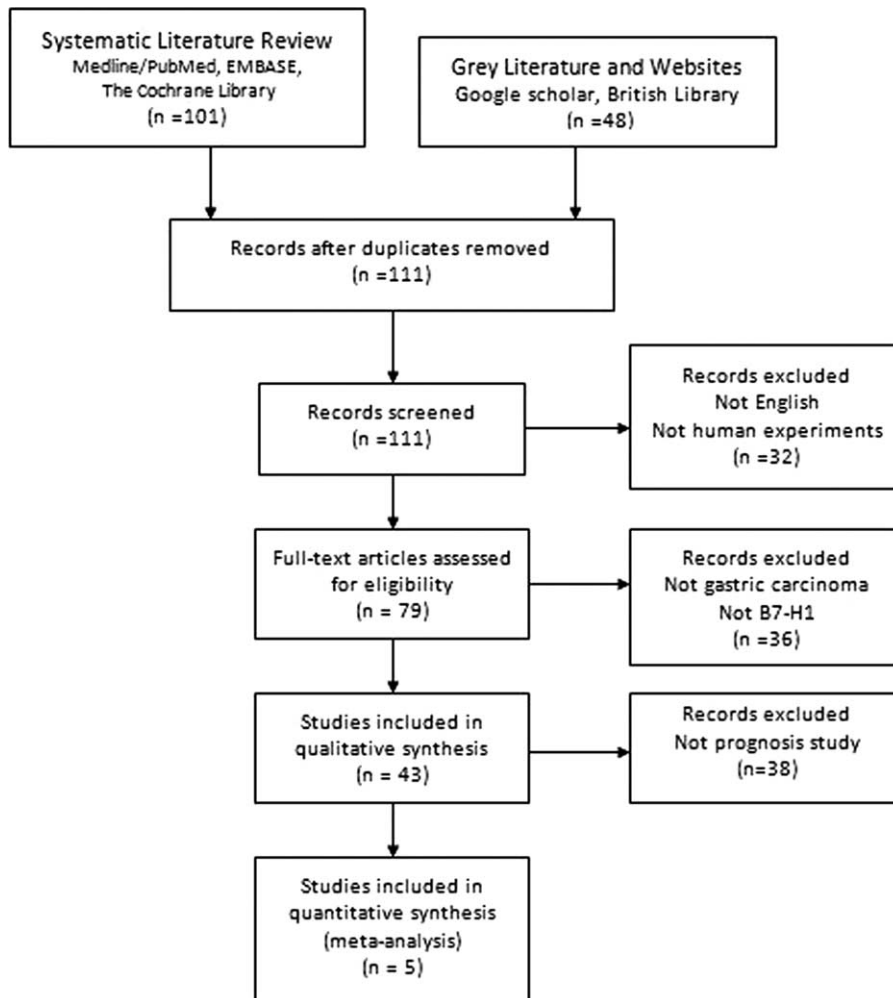 Systematic Literature Review
Medline/PubMed, EMBASE,
The Cochrane Library
(n =101)
Grey Literature and Websites
Google scholar, British Library
(n =48)
Records after duplicates removed
(n =111)
Records screened
(n =111)
Records excluded
Not English
Not human experiments
(n =32)
Full-text articles assessed
for eligibility
(n = 79)
Records excluded
Not gastric carcinoma
Not B7-H1
(n =36)
Studies included in
qualitative synthesis
(n = 43)
Records excluded
Not prognosis study
(n=38)
Studies included in
quantitative synthesis
(meta-analysis)
(n = 5)